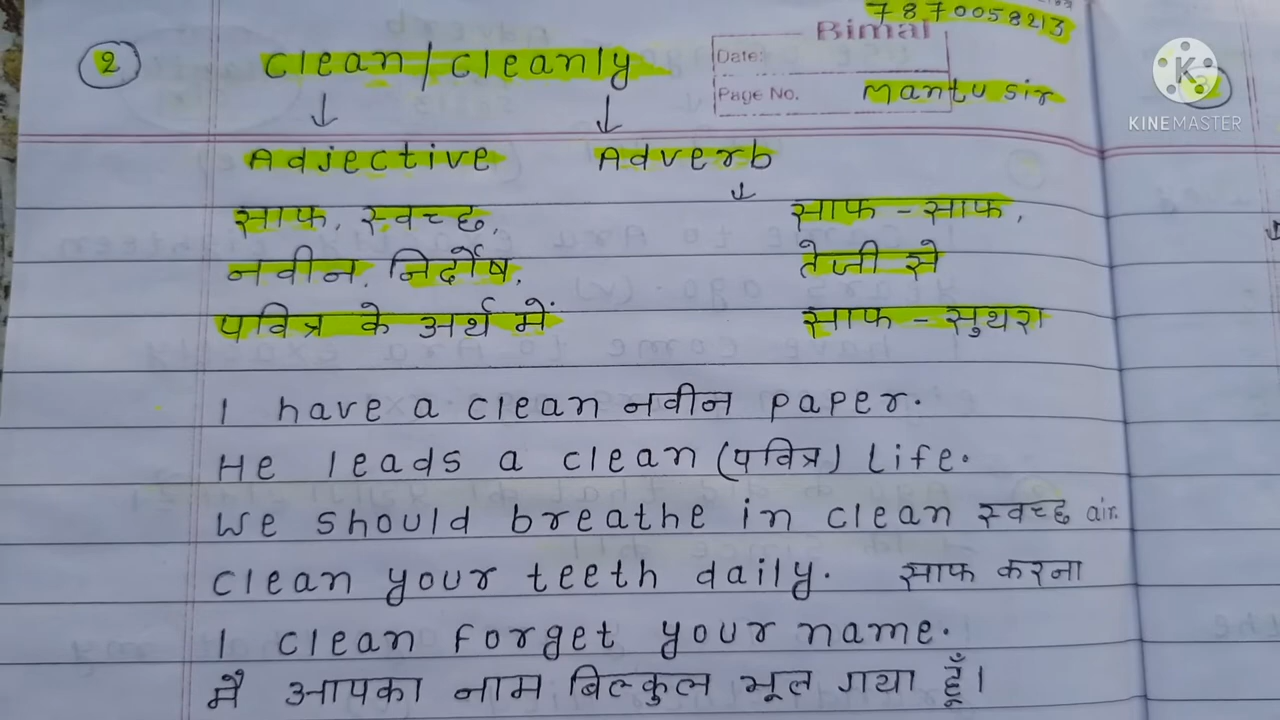 7870058213
Bimal
2 clean/cleanly
Date:
Page No. Mantu sir
KINEMASTER
↓ ↓
Adjective Adverb
↓
साफ, स्वच्छ, साफ - साफ,
नवीन, निर्दोष, तेजी से
पवित्र के अर्थ में साफ - सुथरा
I have a clean नवीन paper.
He leads a clean (पवित्र) Life.
We should breathe in clean स्वच्छ air.
clean your teeth daily. साफ करना
I clean forget your name.
मैं आपका नाम बिल्कुल भूल गया हूँ।